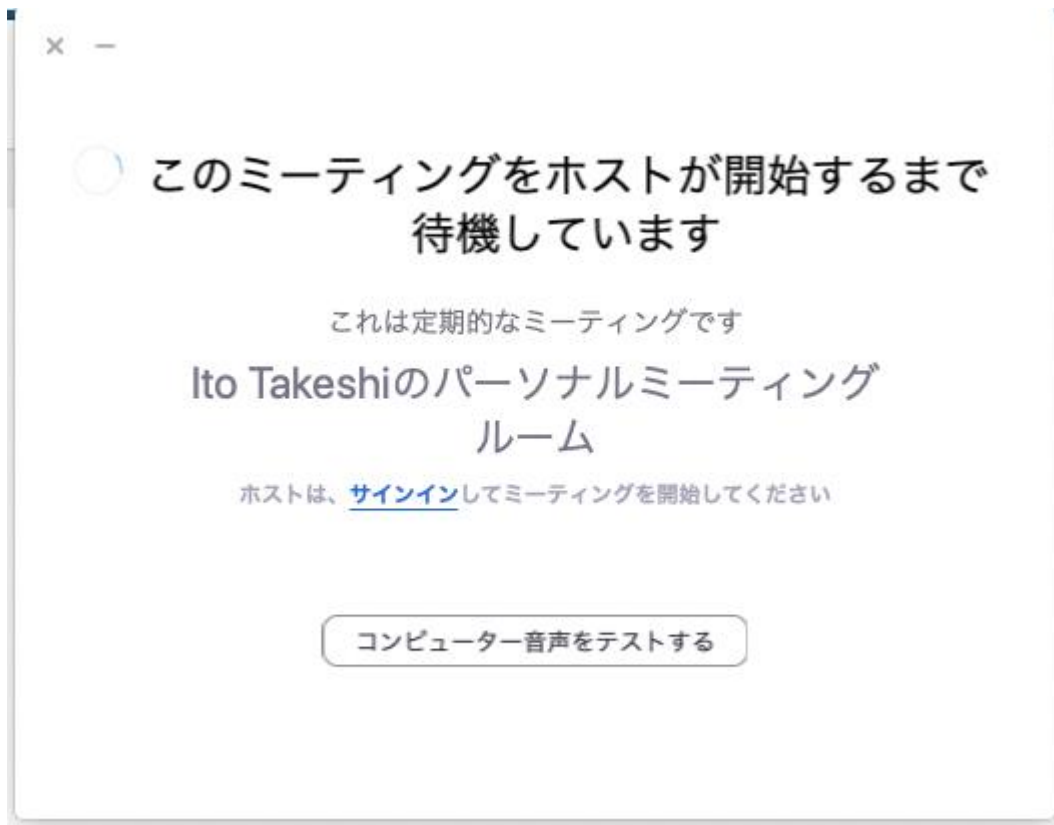 このミーティングをホストが開始するまで
待機しています
これは定期的なミーティングです
Ito Takeshiのパーソナルミーティング
ルーム
ホストは、サインインしてミーティングを開始してください
コンピューター音声をテストする